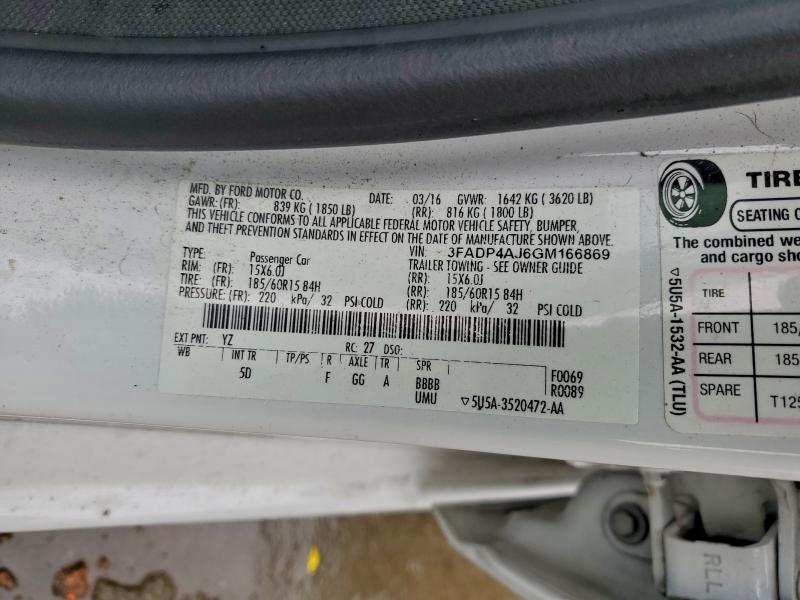 MFD. BY FORD MOTOR CO. DATE: 03/16 GVWR: 1642 KG ( 3620 LB)
GAWR: (FR): 839 KG ( 1850 LB) (RR): 816 KG ( 1800 LB)
THIS VEHICLE CONFORMS TO ALL APPLICABLE FEDERAL MOTOR VEHICLE SAFETY, BUMPER,
AND THEFT PREVENTION STANDARDS IN EFFECT ON THE DATE OF MANUFACTURE SHOWN ABOVE.
VIN: 3FADP4AJ6GM166869
TYPE: Passenger Car TRAILER TOWING - SEE OWNER GUIDE
RIM: (FR): 15X6.0J (RR): 15X6.0J
TIRE: (FR): 185/60R15 84H (RR): 185/60R15 84H
PRESSURE: (FR): 220 kPa/ 32 PSI COLD (RR): 220 kPa/ 32 PSI COLD
EXT PNT: YZ RC: 27 DSO:
WB INT TR TP/PS R AXLE TR SPR
5D F GG A BBBB F0069
UMU R0089
▽5U5A-3520472-AA
TIRE
SEATING C
The combined we
and cargo sho
TIRE
FRONT 185/
REAR 185
SPARE T125
▽5U5A-1532-AA (TLU)
RLL